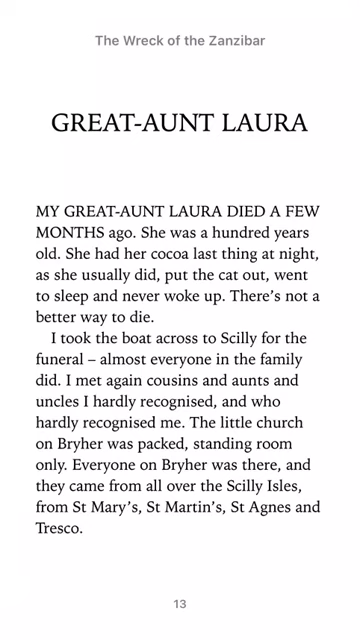 The Wreck of the Zanzibar
GREAT-AUNT LAURA
MY GREAT-AUNT LAURA DIED A FEW
MONTHS ago. She was a hundred years
old. She had her cocoa last thing at night,
as she usually did, put the cat out, went
to sleep and never woke up. There’s not a
better way to die.
I took the boat across to Scilly for the
funeral – almost everyone in the family
did. I met again cousins and aunts and
uncles I hardly recognised, and who
hardly recognised me. The little church
on Bryher was packed, standing room
only. Everyone on Bryher was there, and
they came from all over the Scilly Isles,
from St Mary’s, St Martin’s, St Agnes and
Tresco.
13